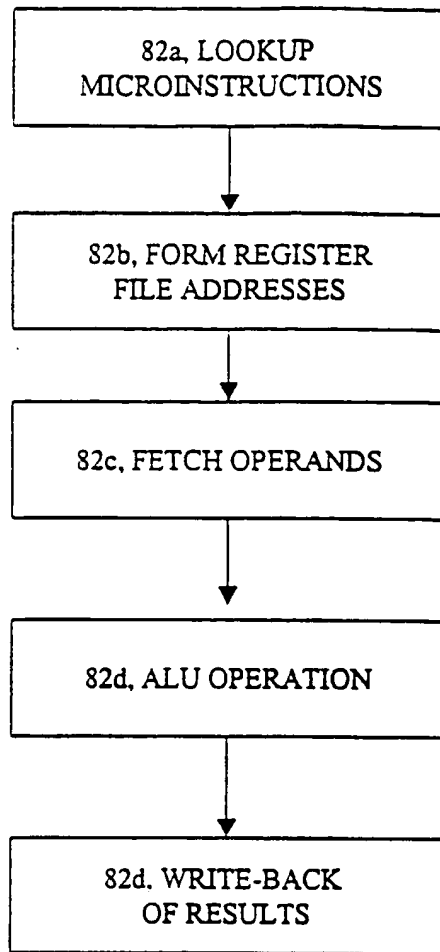 82a, LOOKUP
MICROINSTRUCTIONS
82b, FORM REGISTER
FILE ADDRESSES
82c, FETCH OPERANDS
82d, ALU OPERATION
82d. WRITE-BACK
OF RESULTS